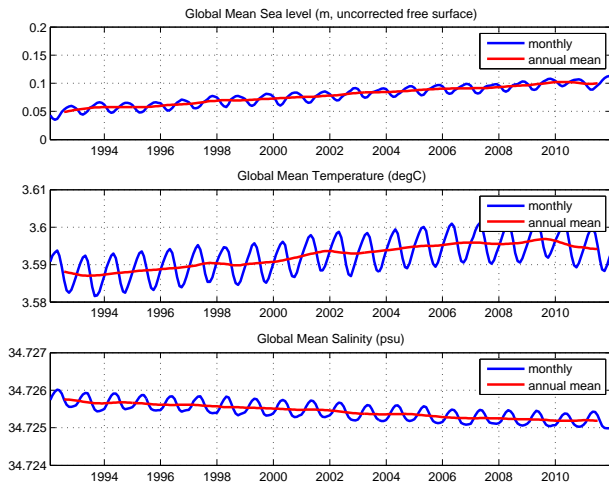 Global Mean Sea level (m, uncorrected free surface)
0.2
0.15
0.1
0.05
0
monthly
annual mean
1994 1996 1998 2000 2002 2004 2006 2008 2010
Global Mean Temperature (degC)
3.61
3.6
3.59
3.58
monthly
annual mean
1994 1996 1998 2000 2002 2004 2006 2008 2010
Global Mean Salinity (psu)
34.727
34.726
34.725
34.724
monthly
annual mean
1994 1996 1998 2000 2002 2004 2006 2008 2010